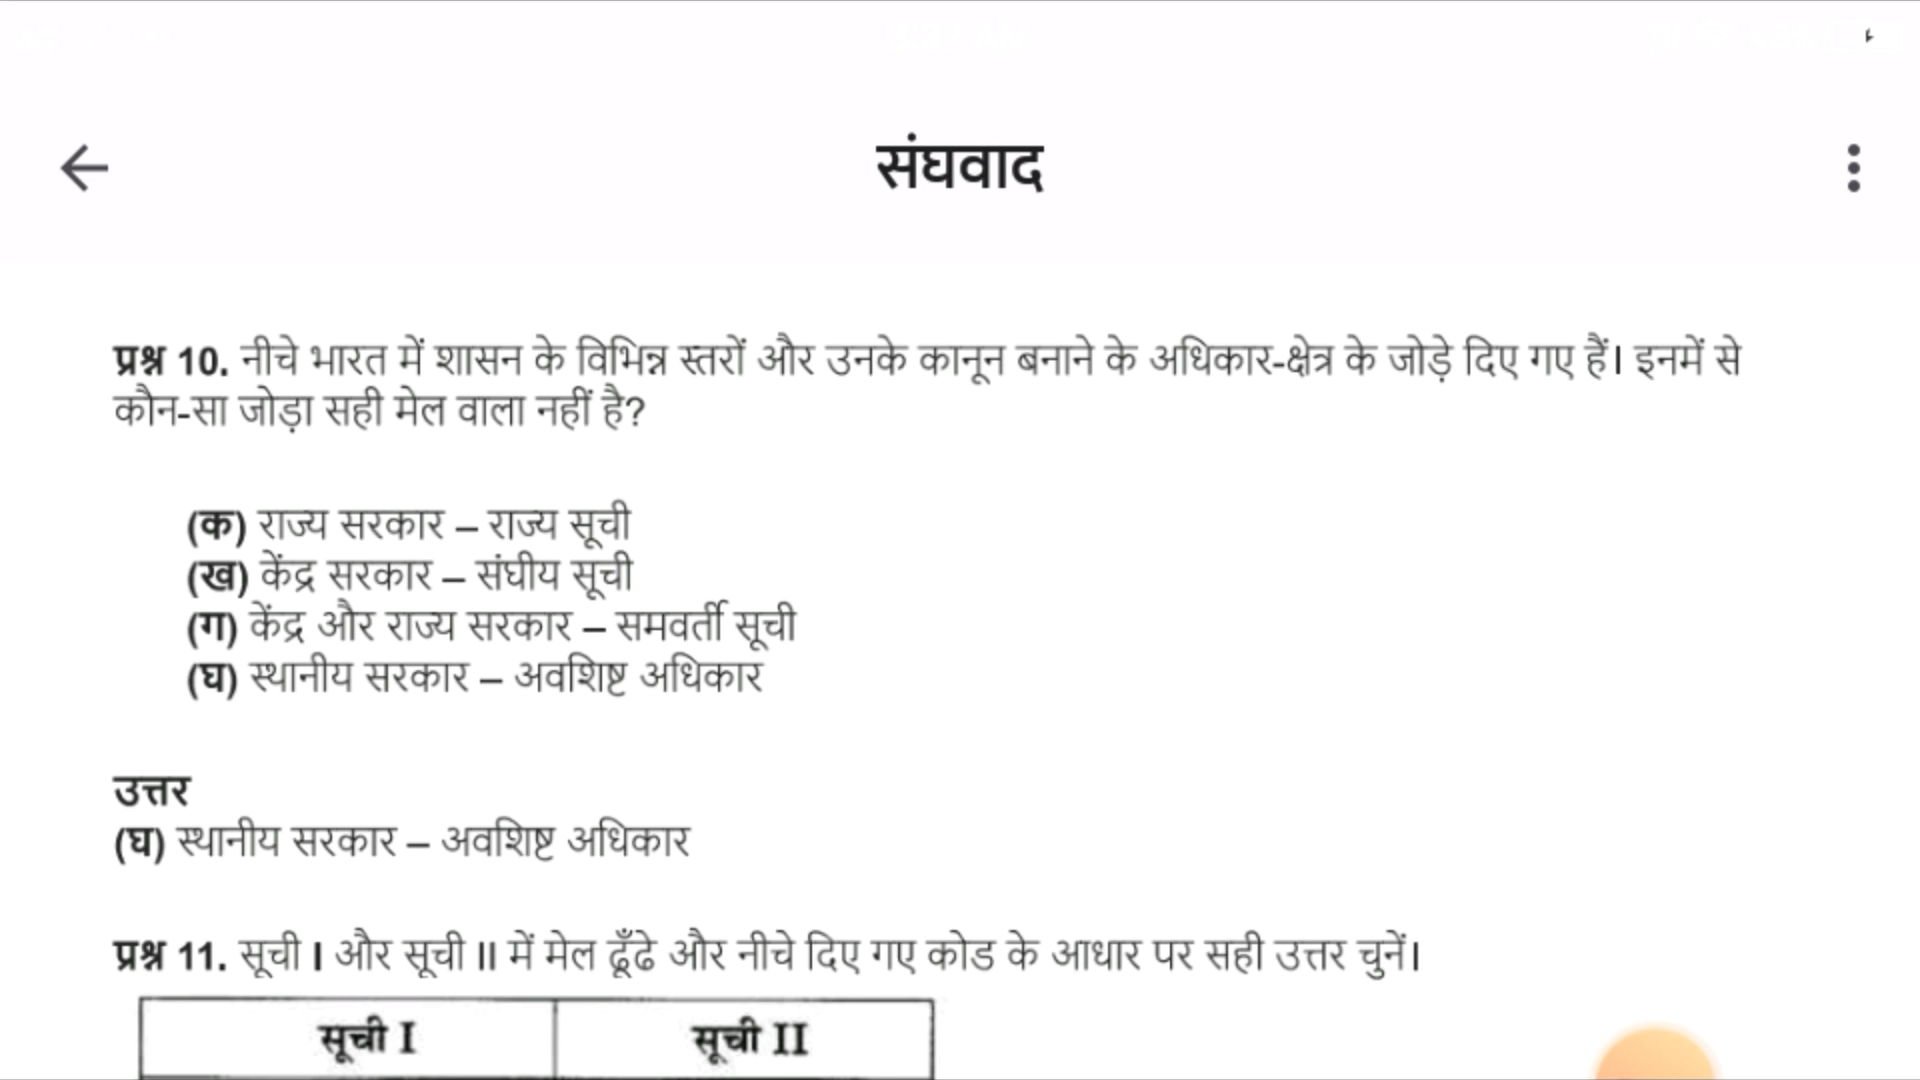 संघवाद
प्रश्न 10. नीचे भारत में शासन के विभिन्न स्तरों और उनके कानून बनाने के अधिकार-क्षेत्र के जोड़े दिए गए हैं। इनमें से
कौन-सा जोड़ा सही मेल वाला नहीं है?
(क) राज्य सरकार – राज्य सूची
(ख) केंद्र सरकार – संघीय सूची
(ग) केंद्र और राज्य सरकार – समवर्ती सूची
(घ) स्थानीय सरकार – अवशिष्ट अधिकार
उत्तर
(घ) स्थानीय सरकार – अवशिष्ट अधिकार
प्रश्न 11. सूची I और सूची II में मेल ढूँढे और नीचे दिए गए कोड के आधार पर सही उत्तर चुनें।
सूची I सूची II